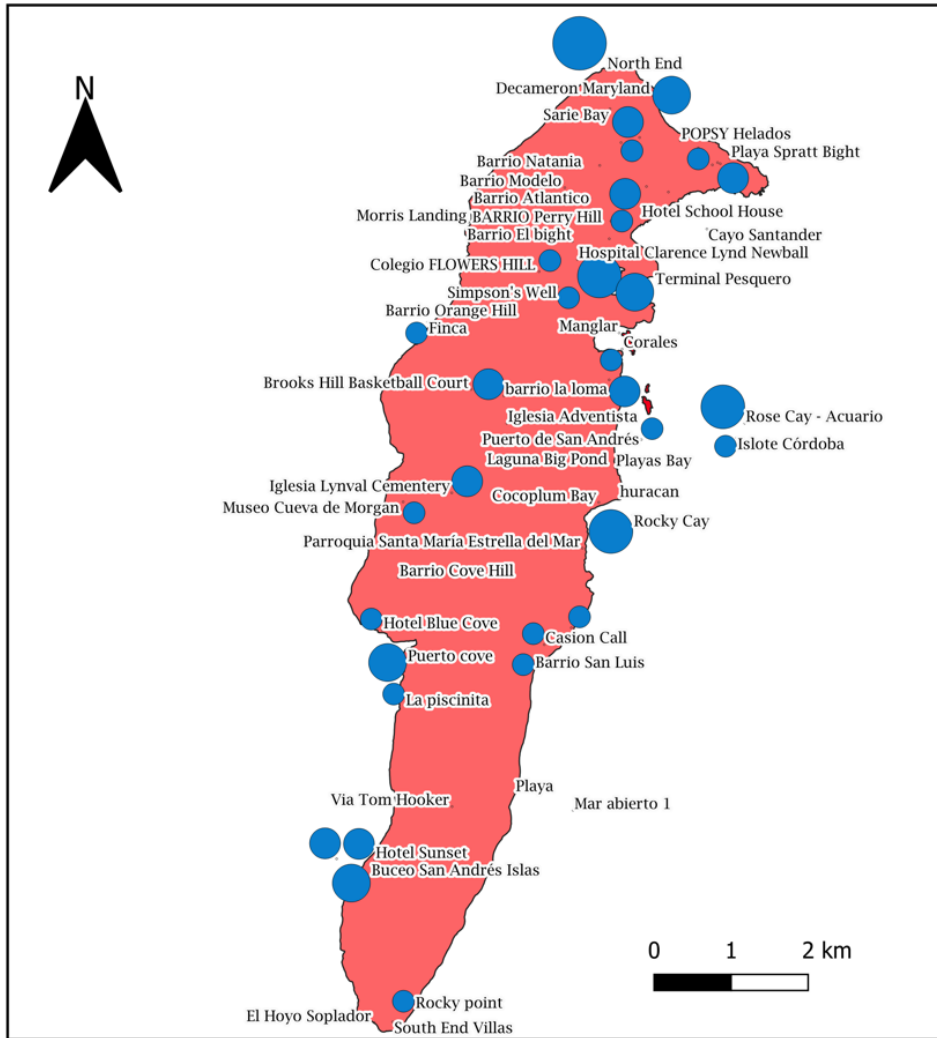 North End
N
Decameron Maryland
Sarie Bay
POPSY Helados
Playa Spratt Bight
Barrio Natania
Barrio Modelo
Barrio Atlantico
Morris Landing BARRIO Perry Hill
Hotel School House
Barrio El bight
Cayo Santander
Hospital Clarence Lynd Newball
Colegio FLOWERS HILL
Terminal Pesquero
Simpson's Well
Barrio Orange Hill
Finca
Manglar
Corales
Brooks Hill Basketball Court
barrio la loma
Iglesia Adventista
Rose Cay - Acuario
Puerto de San Andrés
Islote Córdoba
Laguna Big Pond
Playas Bay
Iglesia Lynval Cementery
Cocoplum Bay
huracan
Museo Cueva de Morgan
Rocky Cay
Parroquia Santa María Estrella del Mar
Barrio Cove Hill
Hotel Blue Cove
Casion Call
Puerto cove
Barrio San Luis
La piscinita
Playa
Via Tom Hooker
Mar abierto 1
Hotel Sunset
Buceo San Andrés Islas
0 1 2 km
Rocky point
El Hoyo Soplador
South End Villas